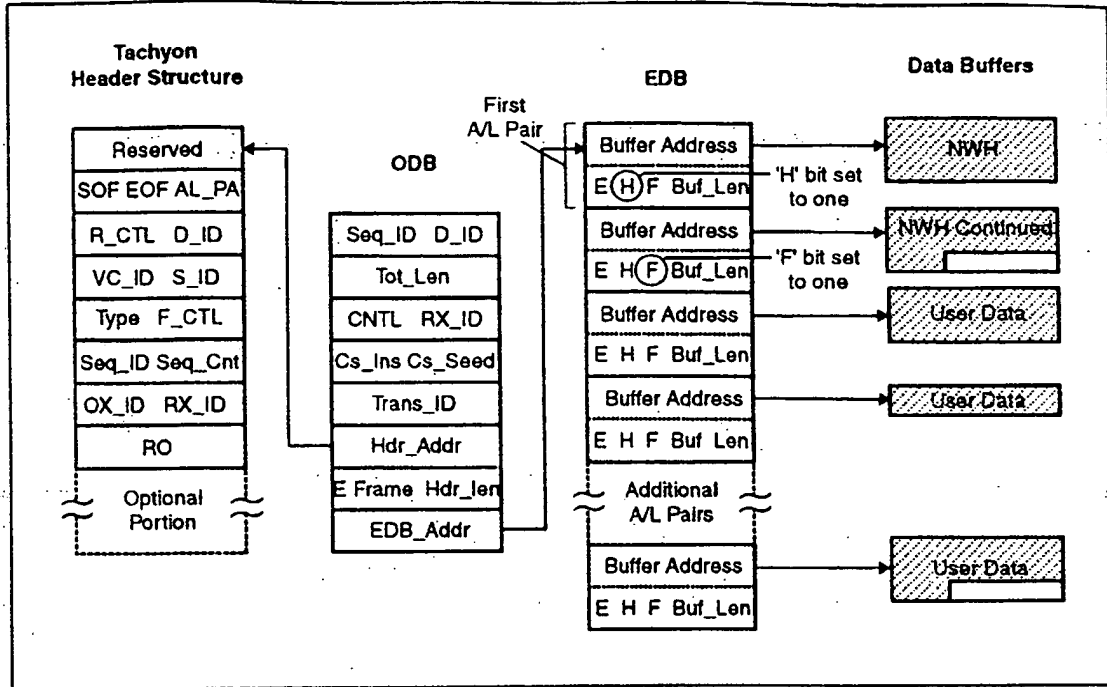 Tachyon
Header Structure
Reserved
SOF EOF AL_PA
R_CTL D_ID
VC_ID S_ID
Type F_CTL
Seq_ID Seq_Cnt
OX_ID RX_ID
RO
Optional
Portion
ODB
Seq_ID D_ID
Tot_Len
CNTL RX_ID
Cs_Ins Cs_Seed
Trans_ID
Hdr_Addr
E Frame Hdr_len
EDB_Addr
First
A/L Pair
EDB
Buffer Address
E H F Buf_Len
Buffer Address
E H F Buf_Len
Buffer Address
E H F Buf_Len
Buffer Address
E H F Buf Len
Additional
A/L Pairs
Buffer Address
E H F Buf_Len
'H' bit set
to one
'F' bit set
to one
Data Buffers
NWH
NWH Continued
User Data
User Data
User Data